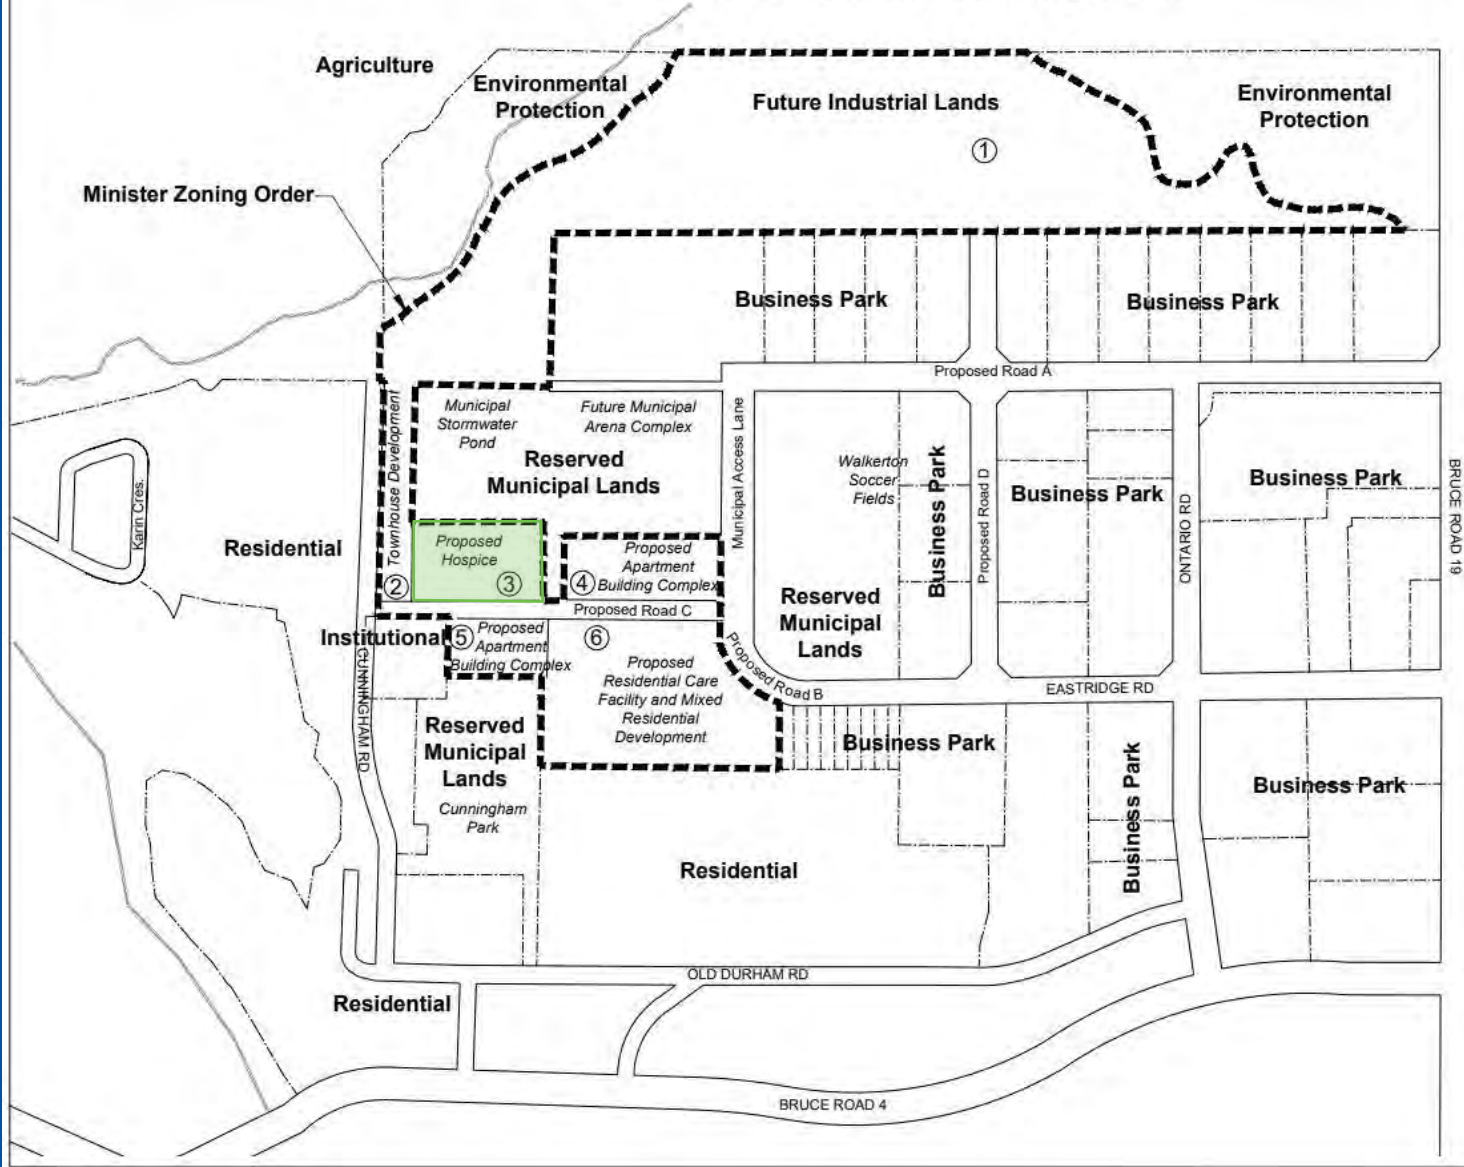 Agriculture
Environmental
Protection
Future Industrial Lands
Environmental
Protection
①
Minister Zoning Order
Business Park
Business Park
Proposed Road A
Townhouse Development
Municipal
Stormwater
Pond
Future Municipal
Arena Complex
Reserved
Municipal Lands
Municipal Access Lane
Walkerton
Soccer
Fields
Business Park
Proposed Road D
Business Park
ONTARIO RD
Business Park
BRUCE ROAD 19
Karin Cres.
Residential
Proposed
Hospice
②
③
④
Proposed
Apartment
Building Complex
Proposed Road C
Reserved
Municipal
Lands
Business Park
Institutional
⑤
Proposed
Apartment
Building Complex
⑥
Proposed
Residential Care
Facility and Mixed
Residential
Development
Proposed Road B
EASTRIDGE RD
CUNNINGHAM RD
Reserved
Municipal
Lands
Cunningham
Park
Business Park
Business Park
Business Park
Residential
OLD DURHAM RD
Residential
BRUCE ROAD 4